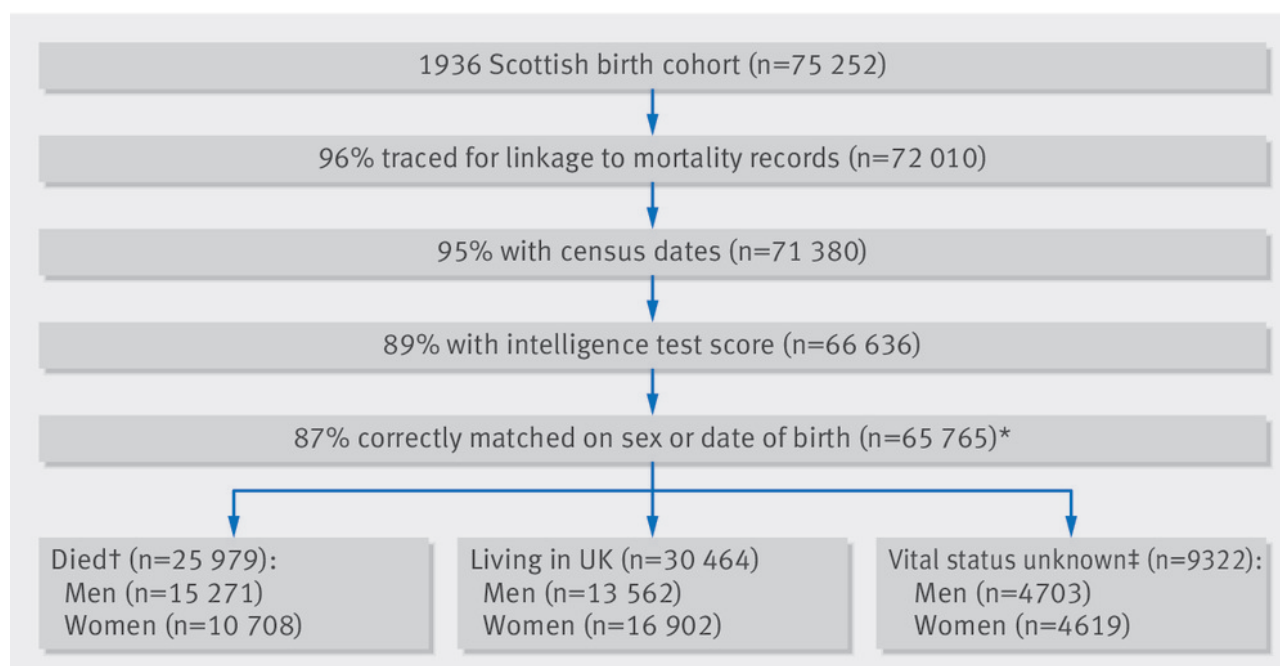 1936 Scottish birth cohort (n=75 252)
96% traced for linkage to mortality records (n=72 010)
95% with census dates (n=71 380)
89% with intelligence test score (n=66 636)
87% correctly matched on sex or date of birth (n=65 765)*
Died† (n=25 979):
Men (n=15 271)
Women (n=10 708)
Living in UK (n=30 464)
Men (n=13 562)
Women (n=16 902)
Vital status unknown‡ (n=9322):
Men (n=4703)
Women (n=4619)